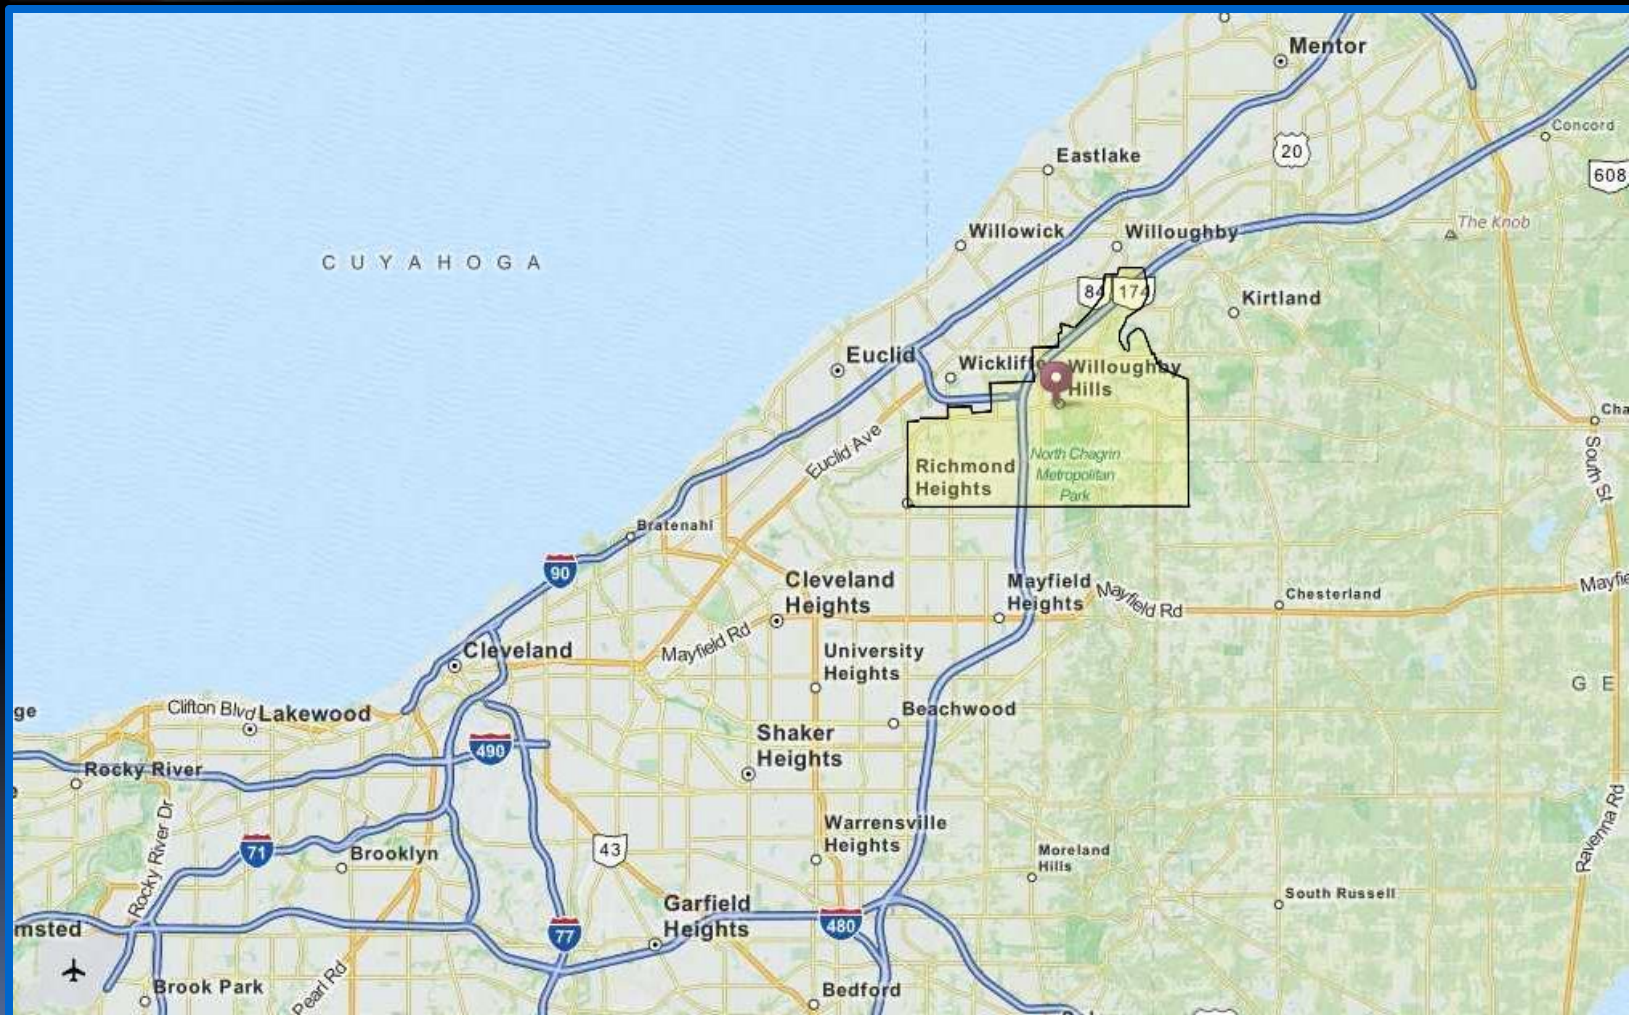 Mentor
Concord
20
Eastlake
608
The Knob
Willowick
Willoughby
CUYAHOGA
84
174
Kirtland
Euclid
Wickliffe
Willoughby
Hills
Cha
Euclid Ave
North Chagrin
Metropolitan
Park
Richmond
Heights
South St
Bratenahl
90
Cleveland
Heights
Mayfield
Heights
Mayfield Rd
Chesterland
Mayfie
Cleveland
Mayfield Rd
University
Heights
G E
ge
Clifton Blvd
Lakewood
Beachwood
Shaker
Heights
490
Rocky River
Rocky River Dr
Warrensville
Heights
Ravenna Rd
71
Brooklyn
43
Moreland
Hills
South Russell
Garfield
Heights
480
msted
77
Brook Park
Pearl Rd
Bedford